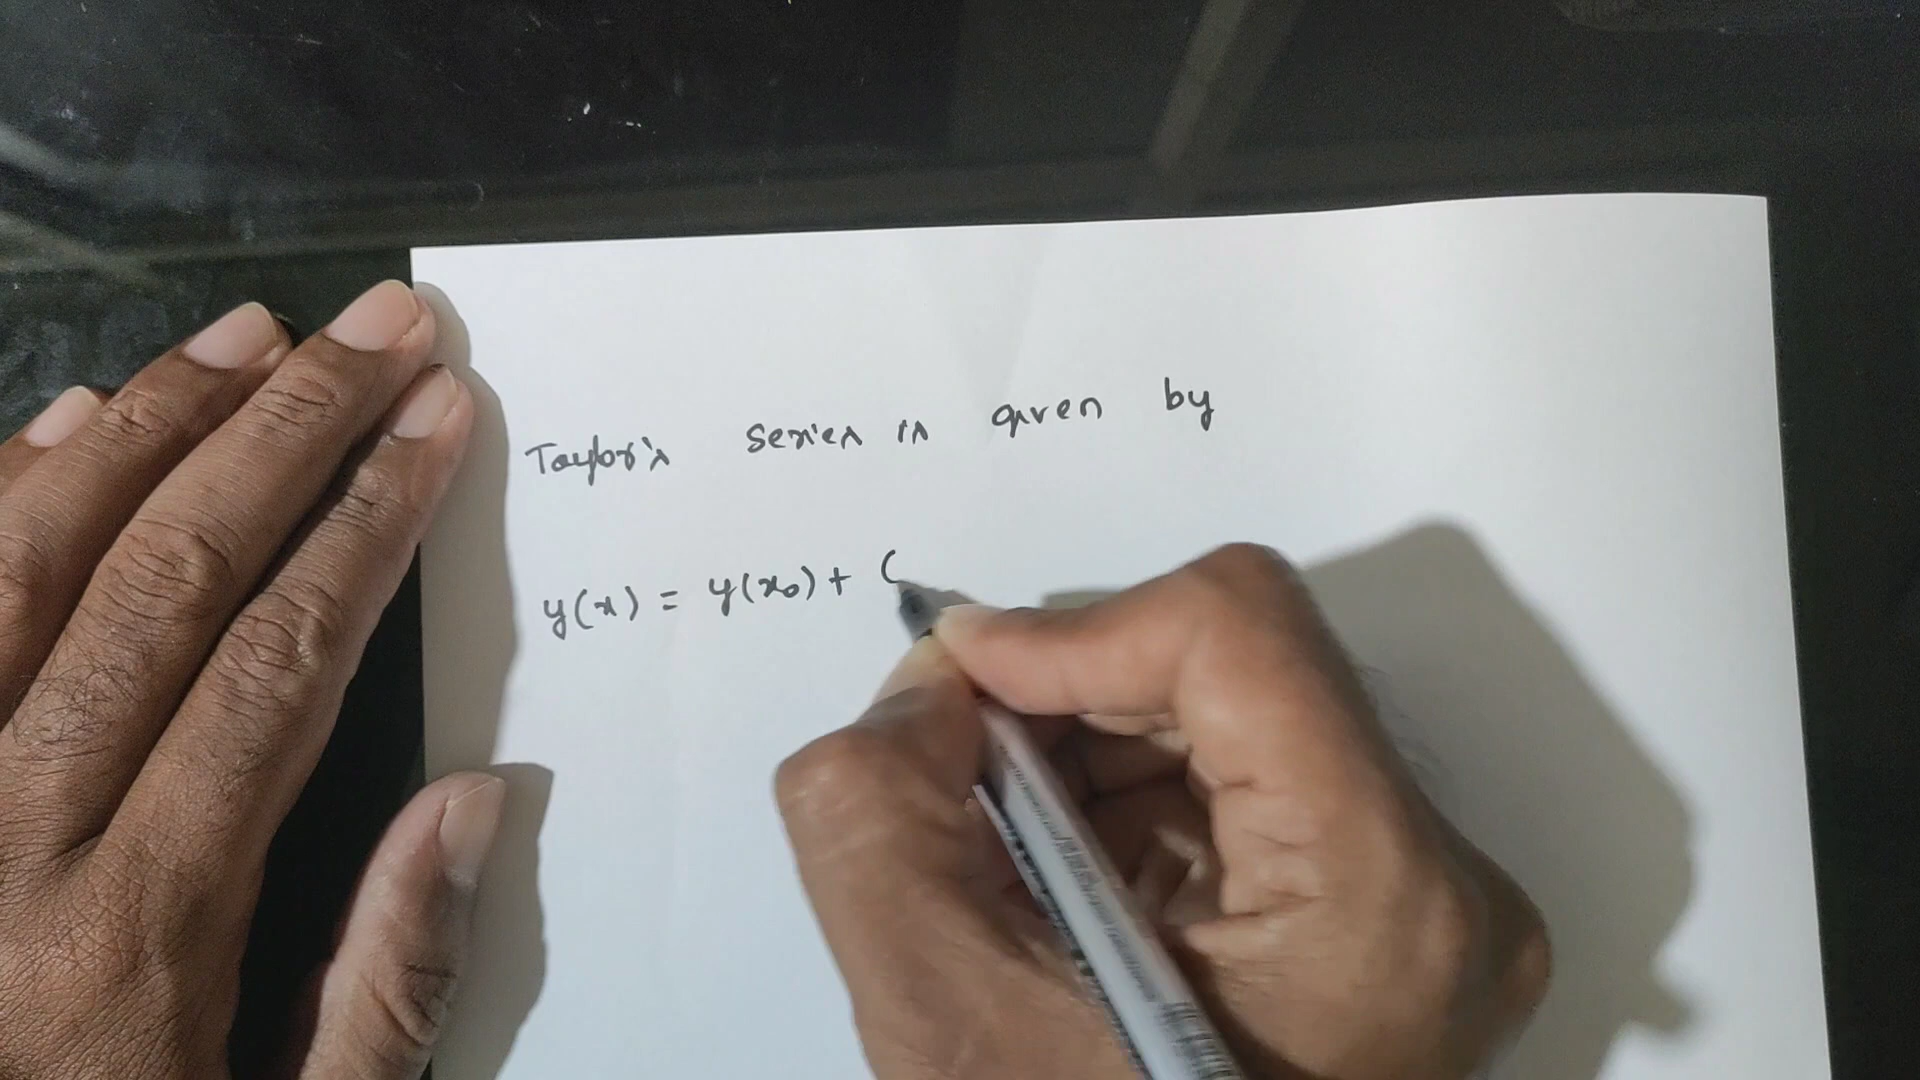 Taylor's series is given by
y(x) = y(x₀) + (